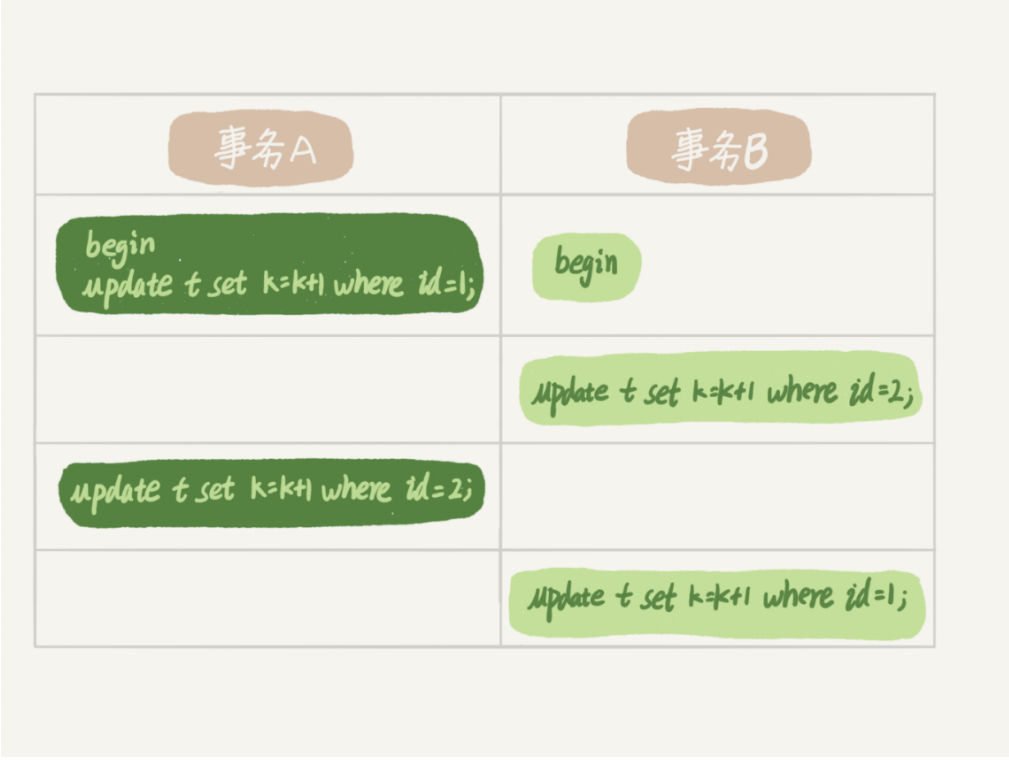 事务A
事务B
begin
update t set k=k+1 where id=1;
begin
update t set k=k+1 where id=2;
update t set k=k+1 where id=2;
update t set k=k+1 where id=1;